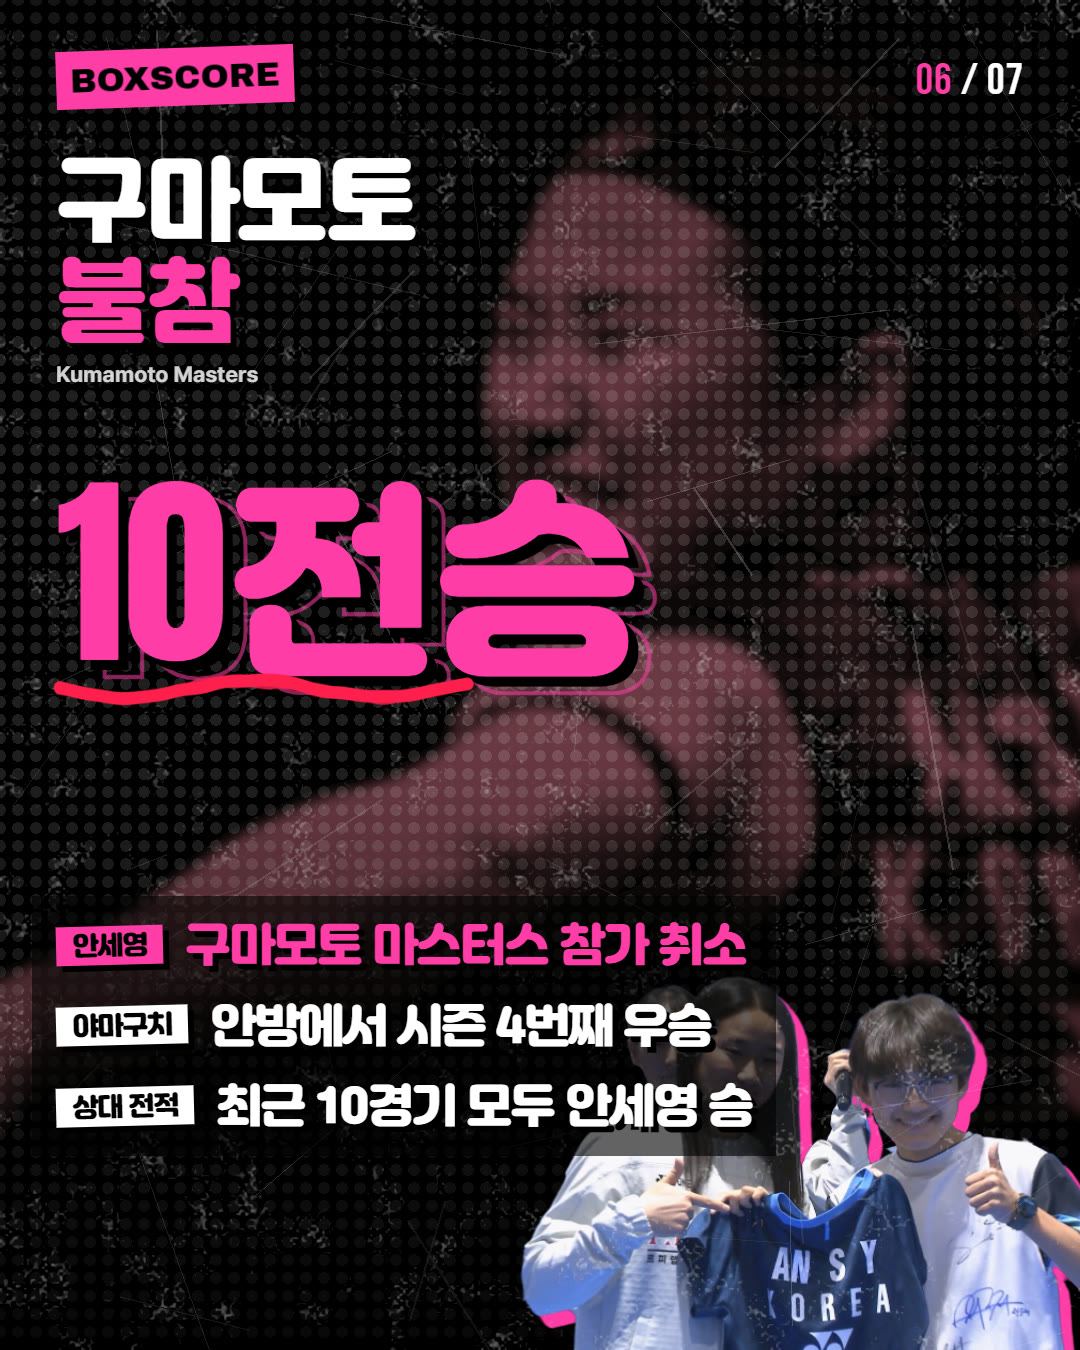 BOXSCORE
06 / 07
구마모토
불참
Kumamoto Masters
10전승
안세영 구마모토 마스터스 참가 취소
야마구치 안방에서 시즌 4번째 우승
상대 전적 최근 10경기 모두 안세영 승
AN S Y
KOREA